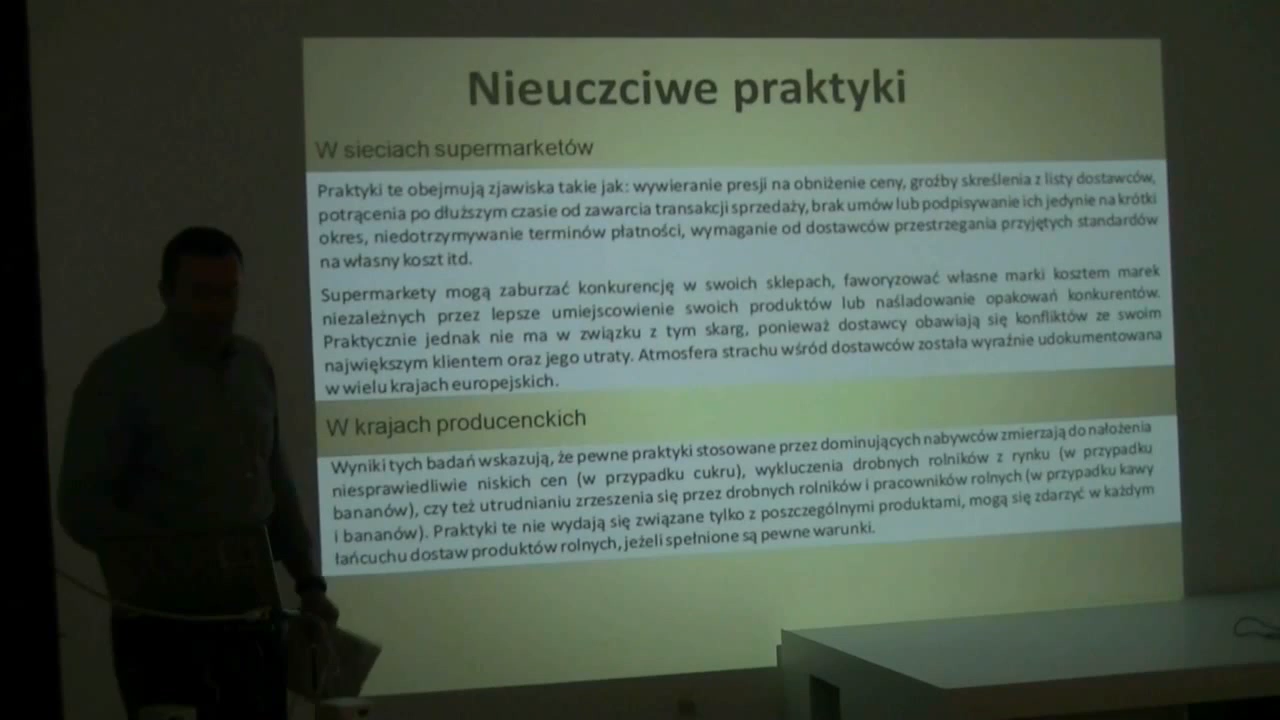 Nieuczciwe praktyki
W sieciach supermarketów
Praktyki te obejmują zjawiska takie jak: wywieranie presji na obniżenie ceny, groźby skreślenia z listy dostawców,
potrącenia po dłuższym czasie od zawarcia transakcji sprzedaży, brak umów lub podpisywanie ich jedynie na krótki
okres, niedotrzymywanie terminów płatności, wymaganie od dostawców przestrzegania przyjętych standardów
na własny koszt itd.
Supermarkety mogą zaburzać konkurencję w swoich sklepach, faworyzować własne marki kosztem marek
niezależnych przez lepsze umiejscowienie swoich produktów lub naśladowanie opakowań konkurentów.
Praktycznie jednak nie ma w związku z tym skarg, ponieważ dostawcy obawiają się konfliktów ze swoim
największym klientem oraz jego utraty. Atmosfera strachu wśród dostawców została wyraźnie udokumentowana
w wielu krajach europejskich.
W krajach producenckich
Wyniki tych badań wskazują, że pewne praktyki stosowane przez dominujących nabywców zmierzają do nałożenia
niesprawiedliwie niskich cen (w przypadku cukru), wykluczenia drobnych rolników z rynku (w przypadku
bananów), czy też utrudnianiu zrzeszenia się przez drobnych rolników i pracowników rolnych (w przypadku kawy
i bananów). Praktyki te nie wydają się związane tylko z poszczególnymi produktami, mogą się zdarzyć w każdym
łańcuchu dostaw produktów rolnych, jeżeli spełnione są pewne warunki.